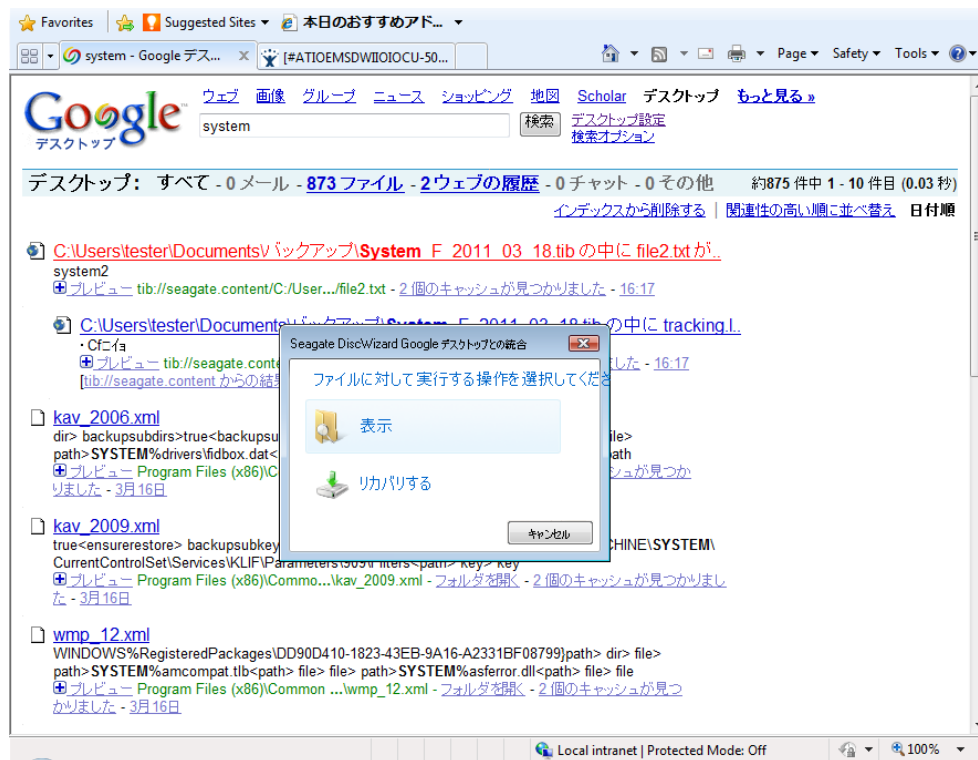 Favorites Suggested Sites ▼ 本日のおすすめアド... ▼
system - Google デス... x [#ATIOEMSDWIIOIOCU-50... Page ▼ Safety ▼ Tools ▼
Google デスクトップ
ウェブ 画像 グループ ニュース ショッピング 地図 Scholar デスクトップ もっと見る »
system 検索 デスクトップ設定
検索オプション
デスクトップ: すべて - 0 メール - 873 ファイル - 2 ウェブの履歴 - 0 チャット - 0 その他 約875 件中 1 - 10 件目 (0.03 秒)
インデックスから削除する | 関連性の高い順に並べ替え 日付順
C:\Users\tester\Documents\バックアップ\System_F_2011_03_18.tib の中に file2.txt が..
system2
プレビュー tib://seagate.content/C:/User.../file2.txt - 2 個のキャッシュが見つかりました - 16:17
C:\Users\tester\Documents\バックアップ\System_F_2011_03_18.tib の中に tracking.l..
プレビュー tib://seagate.conte した - 16:17
[tib://seagate.content からの結
Seagate DiscWizard Google デスクトップとの統合
ファイルに対して実行する操作を選択してくださ
表示
リカバリする
キャンセル
kav_2006.xml
dir> backupsubdirs>true<backupsu ile>
path>SYSTEM%drivers\fidbox.dat< path
プレビュー Program Files (x86)\C シュが見つか
りました - 3月16日
kav_2009.xml
true<ensurerestore> backupsubkey CHINE\SYSTEM\
CurrentControlSet\Services\KLIF\Parameters\909\Filters<path> key> key
プレビュー Program Files (x86)\Commo...\kav_2009.xml - フォルダを開く - 2 個のキャッシュが見つかりまし
た - 3月16日
wmp_12.xml
WINDOWS%RegisteredPackages\DD90D410-1823-43EB-9A16-A2331BF08799}path> dir> file>
path>SYSTEM%amcompat.tlb<path> file> file> path>SYSTEM%asferror.dll<path> file> file
プレビュー Program Files (x86)\Common ...\wmp_12.xml - フォルダを開く - 2 個のキャッシュが見つ
かりました - 3月16日
Local intranet | Protected Mode: Off 100% ▼